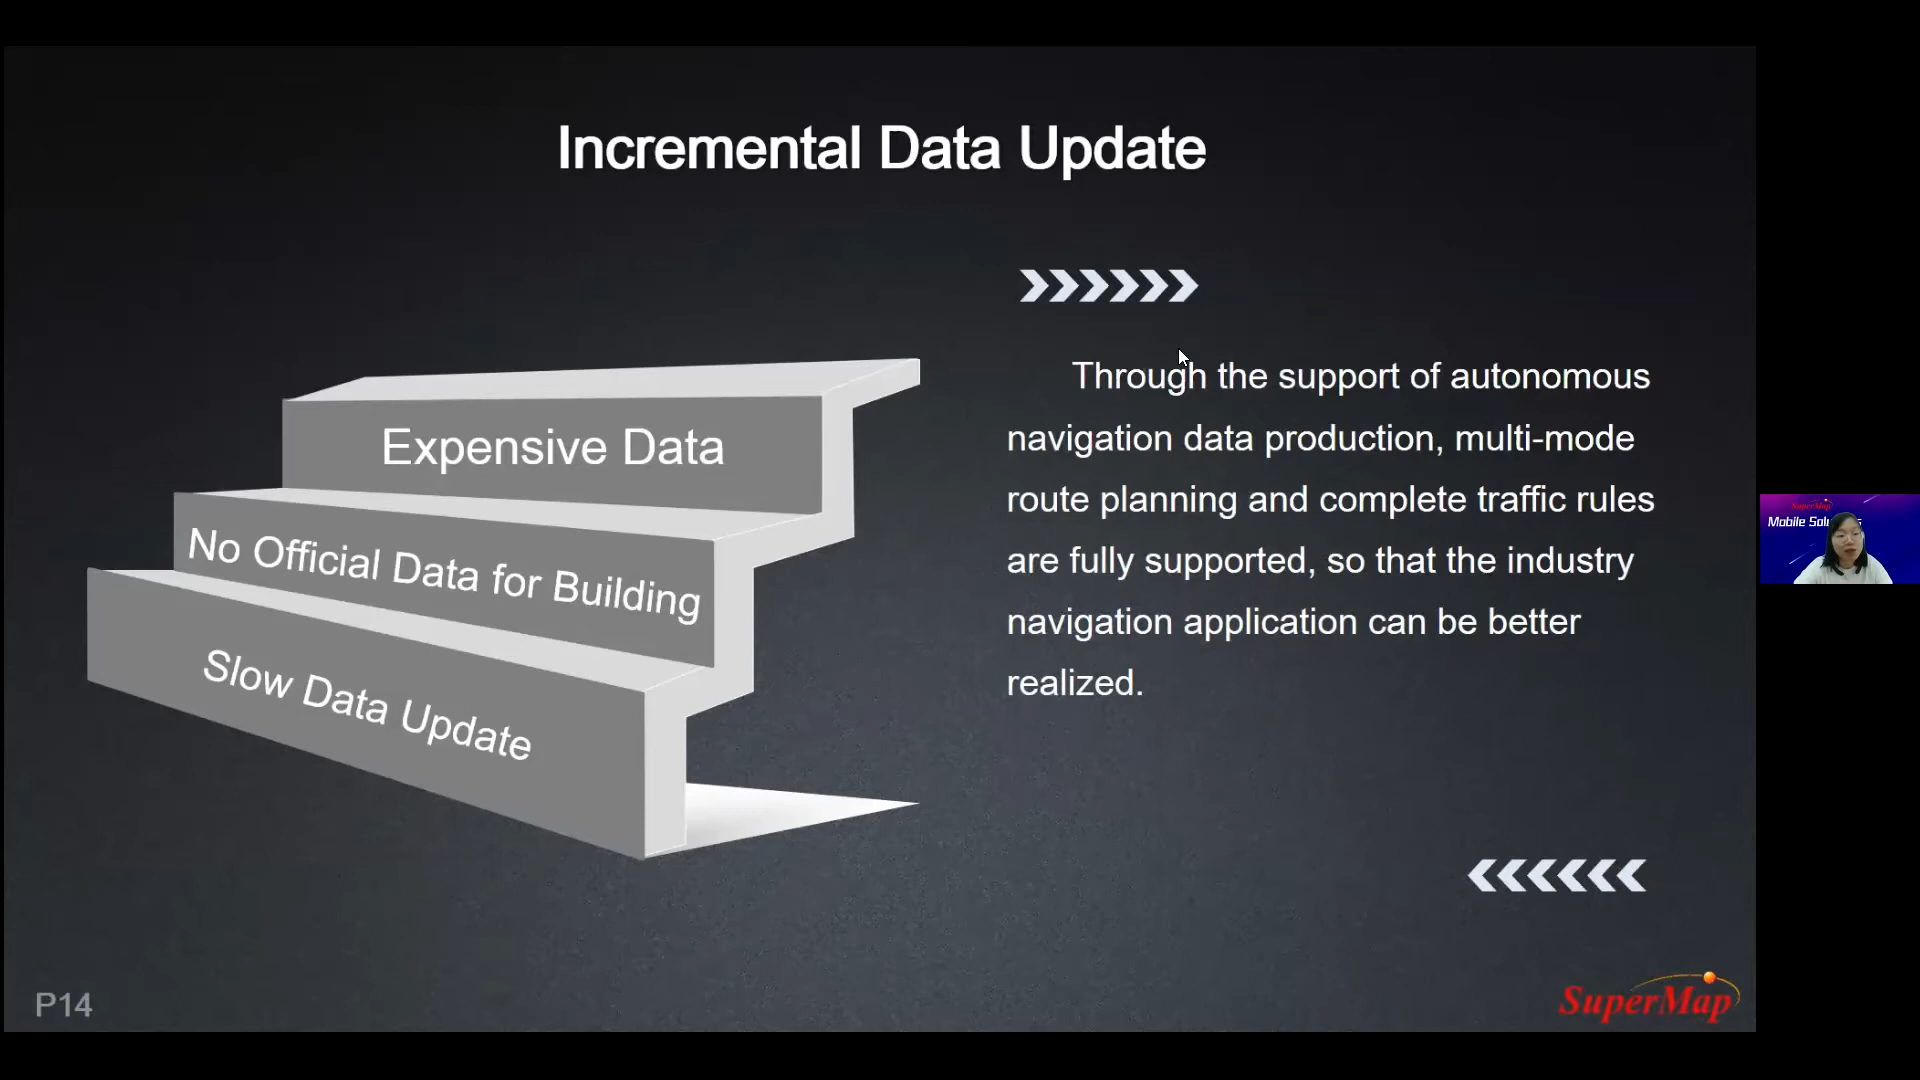 Incremental Data Update
Expensive Data
No Official Data for Building
Slow Data Update
Through the support of autonomous
navigation data production, multi-mode
route planning and complete traffic rules
are fully supported, so that the industry
navigation application can be better
realized.
SuperMap
Mobile
P14
SuperMap